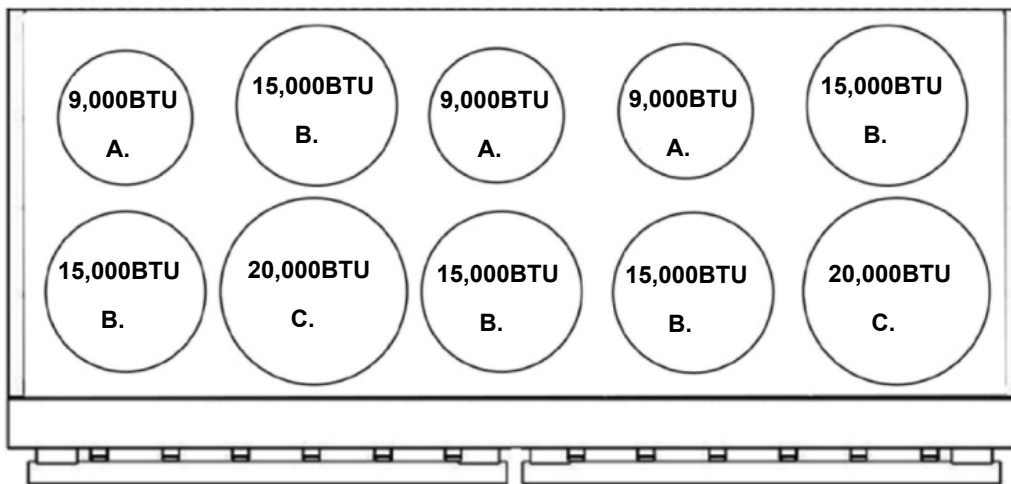 9,000BTU
A.
15,000BTU
B.
9,000BTU
A.
9,000BTU
A.
15,000BTU
B.
15,000BTU
B.
20,000BTU
C.
15,000BTU
B.
15,000BTU
B.
20,000BTU
C.